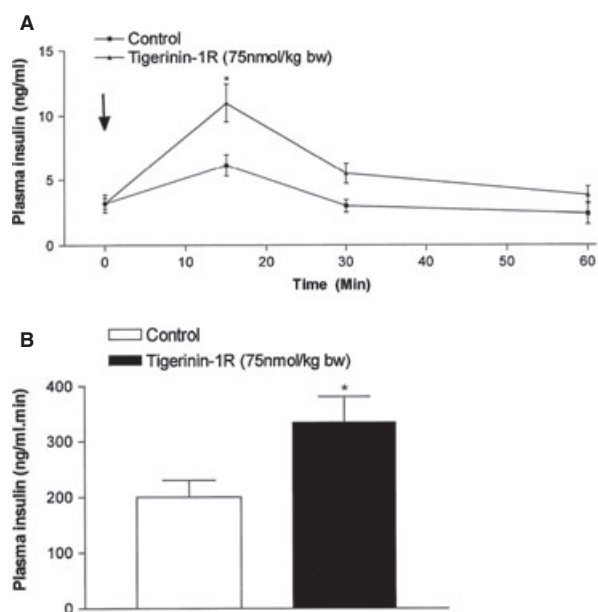 A
Control
Tigerinin-1R (75nmol/kg bw)
Plasma insulin (ng/ml)
15
10
5
0
*
0 10 20 30 40 50 60
Time (Min)
B
Control
Tigerinin-1R (75nmol/kg bw)
Plasma insulin (ng/ml.min)
400
300
200
100
0
*